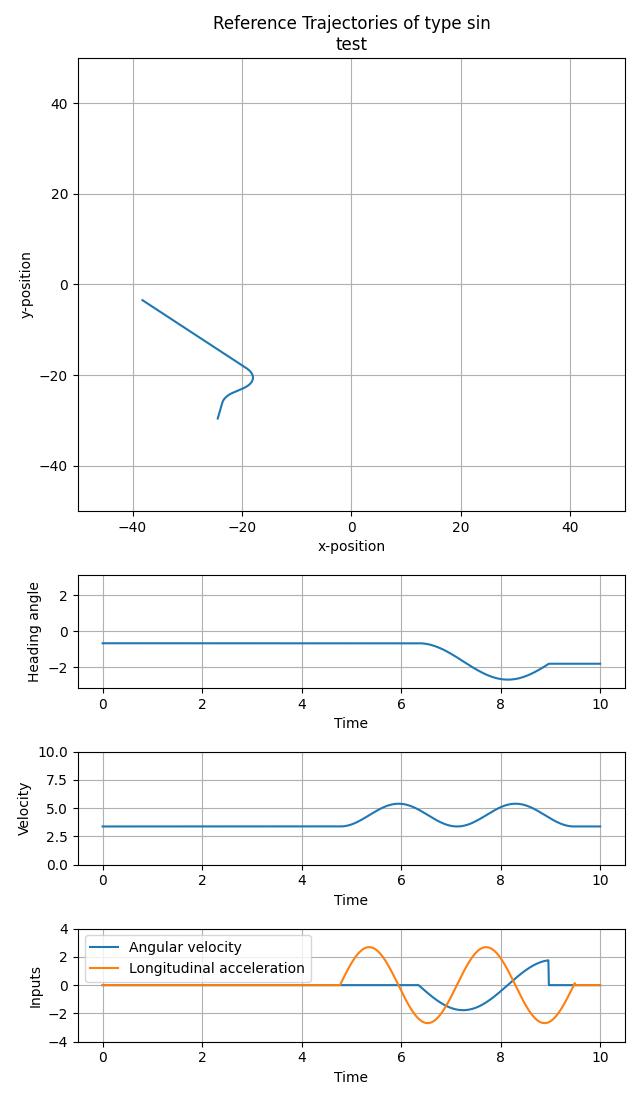 Reference Trajectories of type sin
test
y-position
40
20
0
−20
−40
−40 −20 0 20 40
x-position
Heading angle
2
0
−2
0 2 4 6 8 10
Time
Velocity
10.0
7.5
5.0
2.5
0.0
0 2 4 6 8 10
Time
Inputs
4
2
0
−2
−4
Angular velocity
Longitudinal acceleration
0 2 4 6 8 10
Time